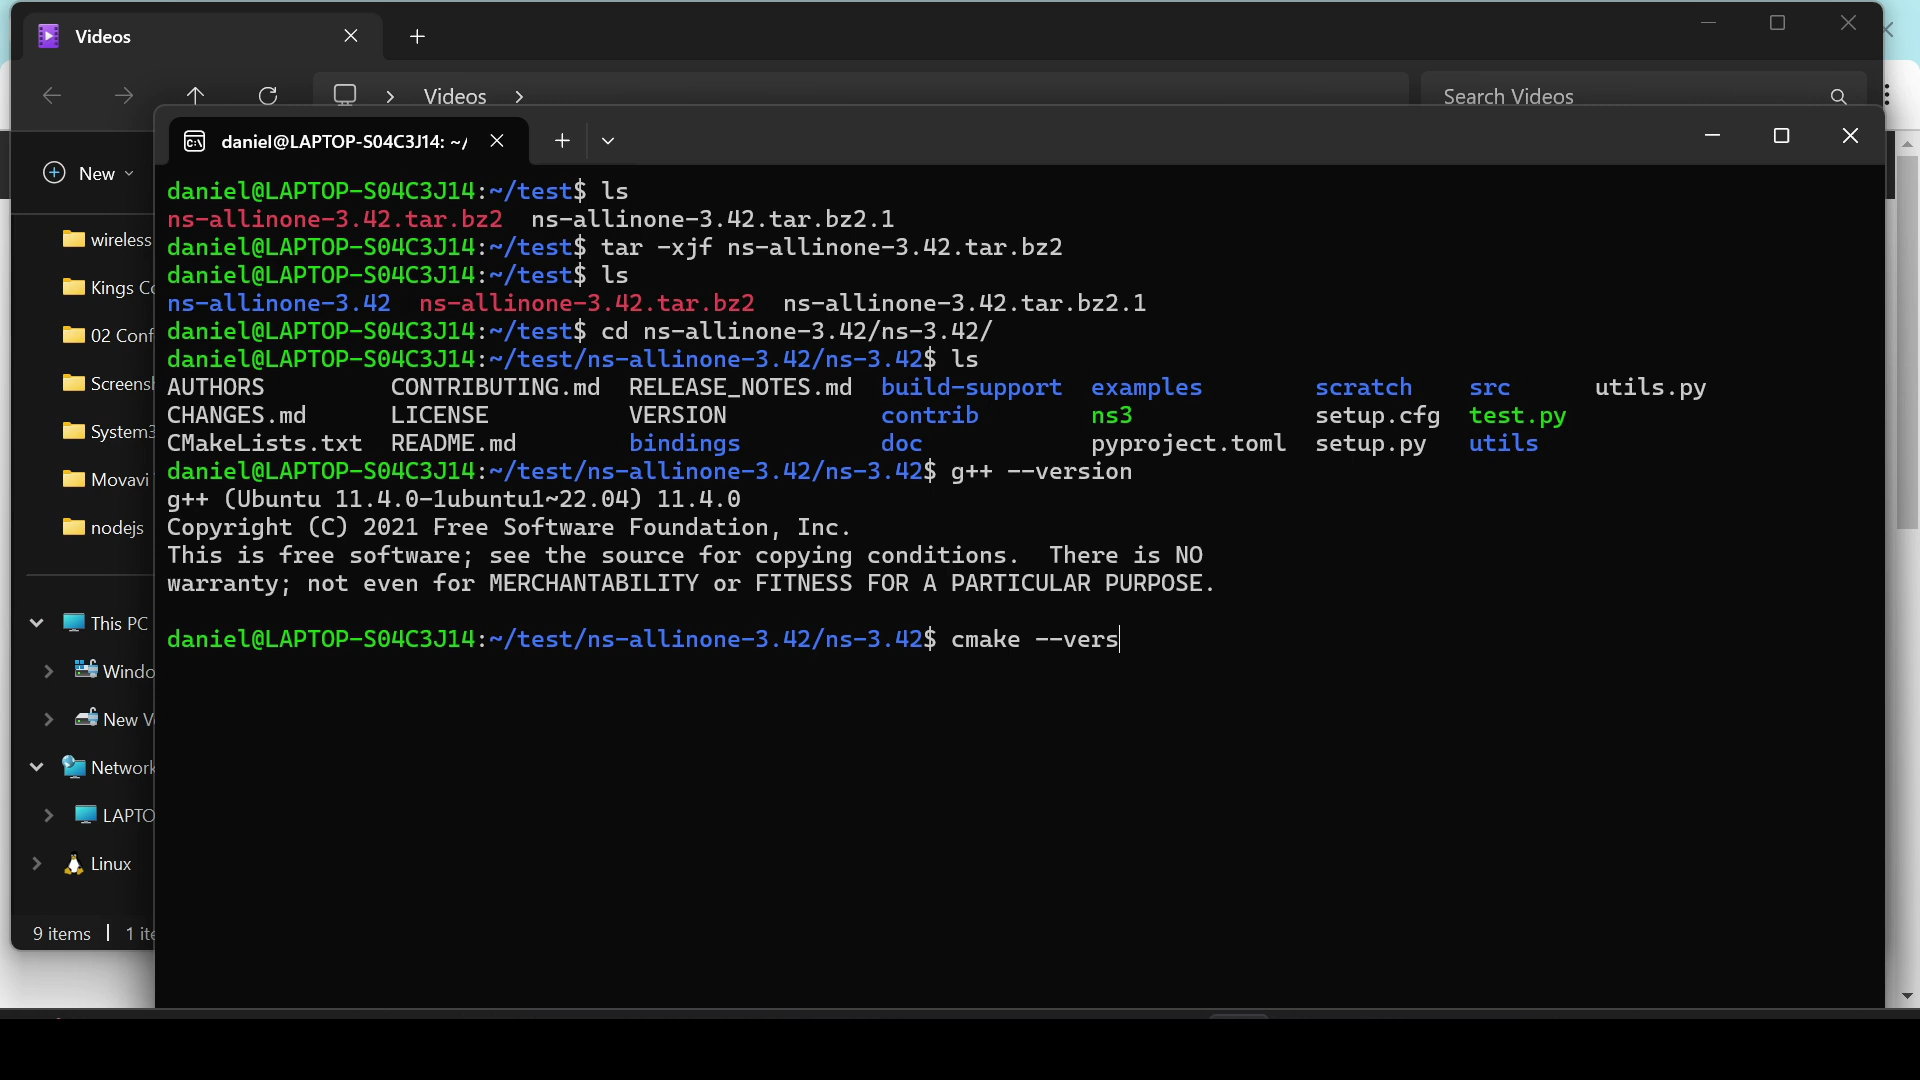 Videos
Videos
Search Videos
daniel@LAPTOP-S04C3J14: ~/
New
daniel@LAPTOP-S04C3J14:~/test$ ls
ns-allinone-3.42.tar.bz2 ns-allinone-3.42.tar.bz2.1
daniel@LAPTOP-S04C3J14:~/test$ tar -xjf ns-allinone-3.42.tar.bz2
daniel@LAPTOP-S04C3J14:~/test$ ls
ns-allinone-3.42 ns-allinone-3.42.tar.bz2 ns-allinone-3.42.tar.bz2.1
daniel@LAPTOP-S04C3J14:~/test$ cd ns-allinone-3.42/ns-3.42/
daniel@LAPTOP-S04C3J14:~/test/ns-allinone-3.42/ns-3.42$ ls
AUTHORS CONTRIBUTING.md RELEASE_NOTES.md build-support examples scratch src utils.py
CHANGES.md LICENSE VERSION contrib ns3 setup.cfg test.py
CMakeLists.txt README.md bindings doc pyproject.toml setup.py utils
daniel@LAPTOP-S04C3J14:~/test/ns-allinone-3.42/ns-3.42$ g++ --version
g++ (Ubuntu 11.4.0-1ubuntu1~22.04) 11.4.0
Copyright (C) 2021 Free Software Foundation, Inc.
This is free software; see the source for copying conditions. There is NO
warranty; not even for MERCHANTABILITY or FITNESS FOR A PARTICULAR PURPOSE.
daniel@LAPTOP-S04C3J14:~/test/ns-allinone-3.42/ns-3.42$ cmake --vers
wireless
Kings Co
02 Conf
Screensh
System3
Movavi
nodejs
This PC
Windo
New Vo
Network
LAPTO
Linux
9 items
1 ite